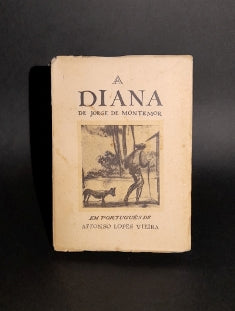 A
DIANA
DE JORGE DE MONTEMOR
EM PORTUGUÊS DE
AFFONSO LOPES VIEIRA